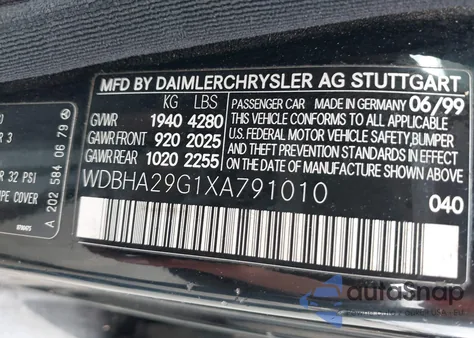 MFD BY DAIMLERCHRYSLER AG STUTTGART
KG LBS
GVWR 1940 4280
GAWR FRONT 920 2025
GAWR REAR 1020 2255
PASSENGER CAR MADE IN GERMANY 06/99
THIS VEHICLE CONFORMS TO ALL APPLICABLE
U.S. FEDERAL MOTOR VEHICLE SAFETY, BUMPER
AND THEFT PREVENTION STANDARDS IN EFFECT
ON THE DATE OF MANUFACTURE SHOWN ABOVE
WDBHA29G1XA791010
040
R 3
R 32 PSI
PE COVER
A 202 584 06 79
autoSnap